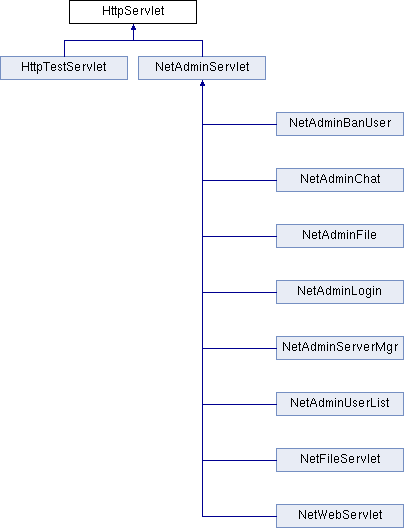 HttpServlet
HttpTestServlet
NetAdminServlet
NetAdminBanUser
NetAdminChat
NetAdminFile
NetAdminLogin
NetAdminServerMgr
NetAdminUserList
NetFileServlet
NetWebServlet